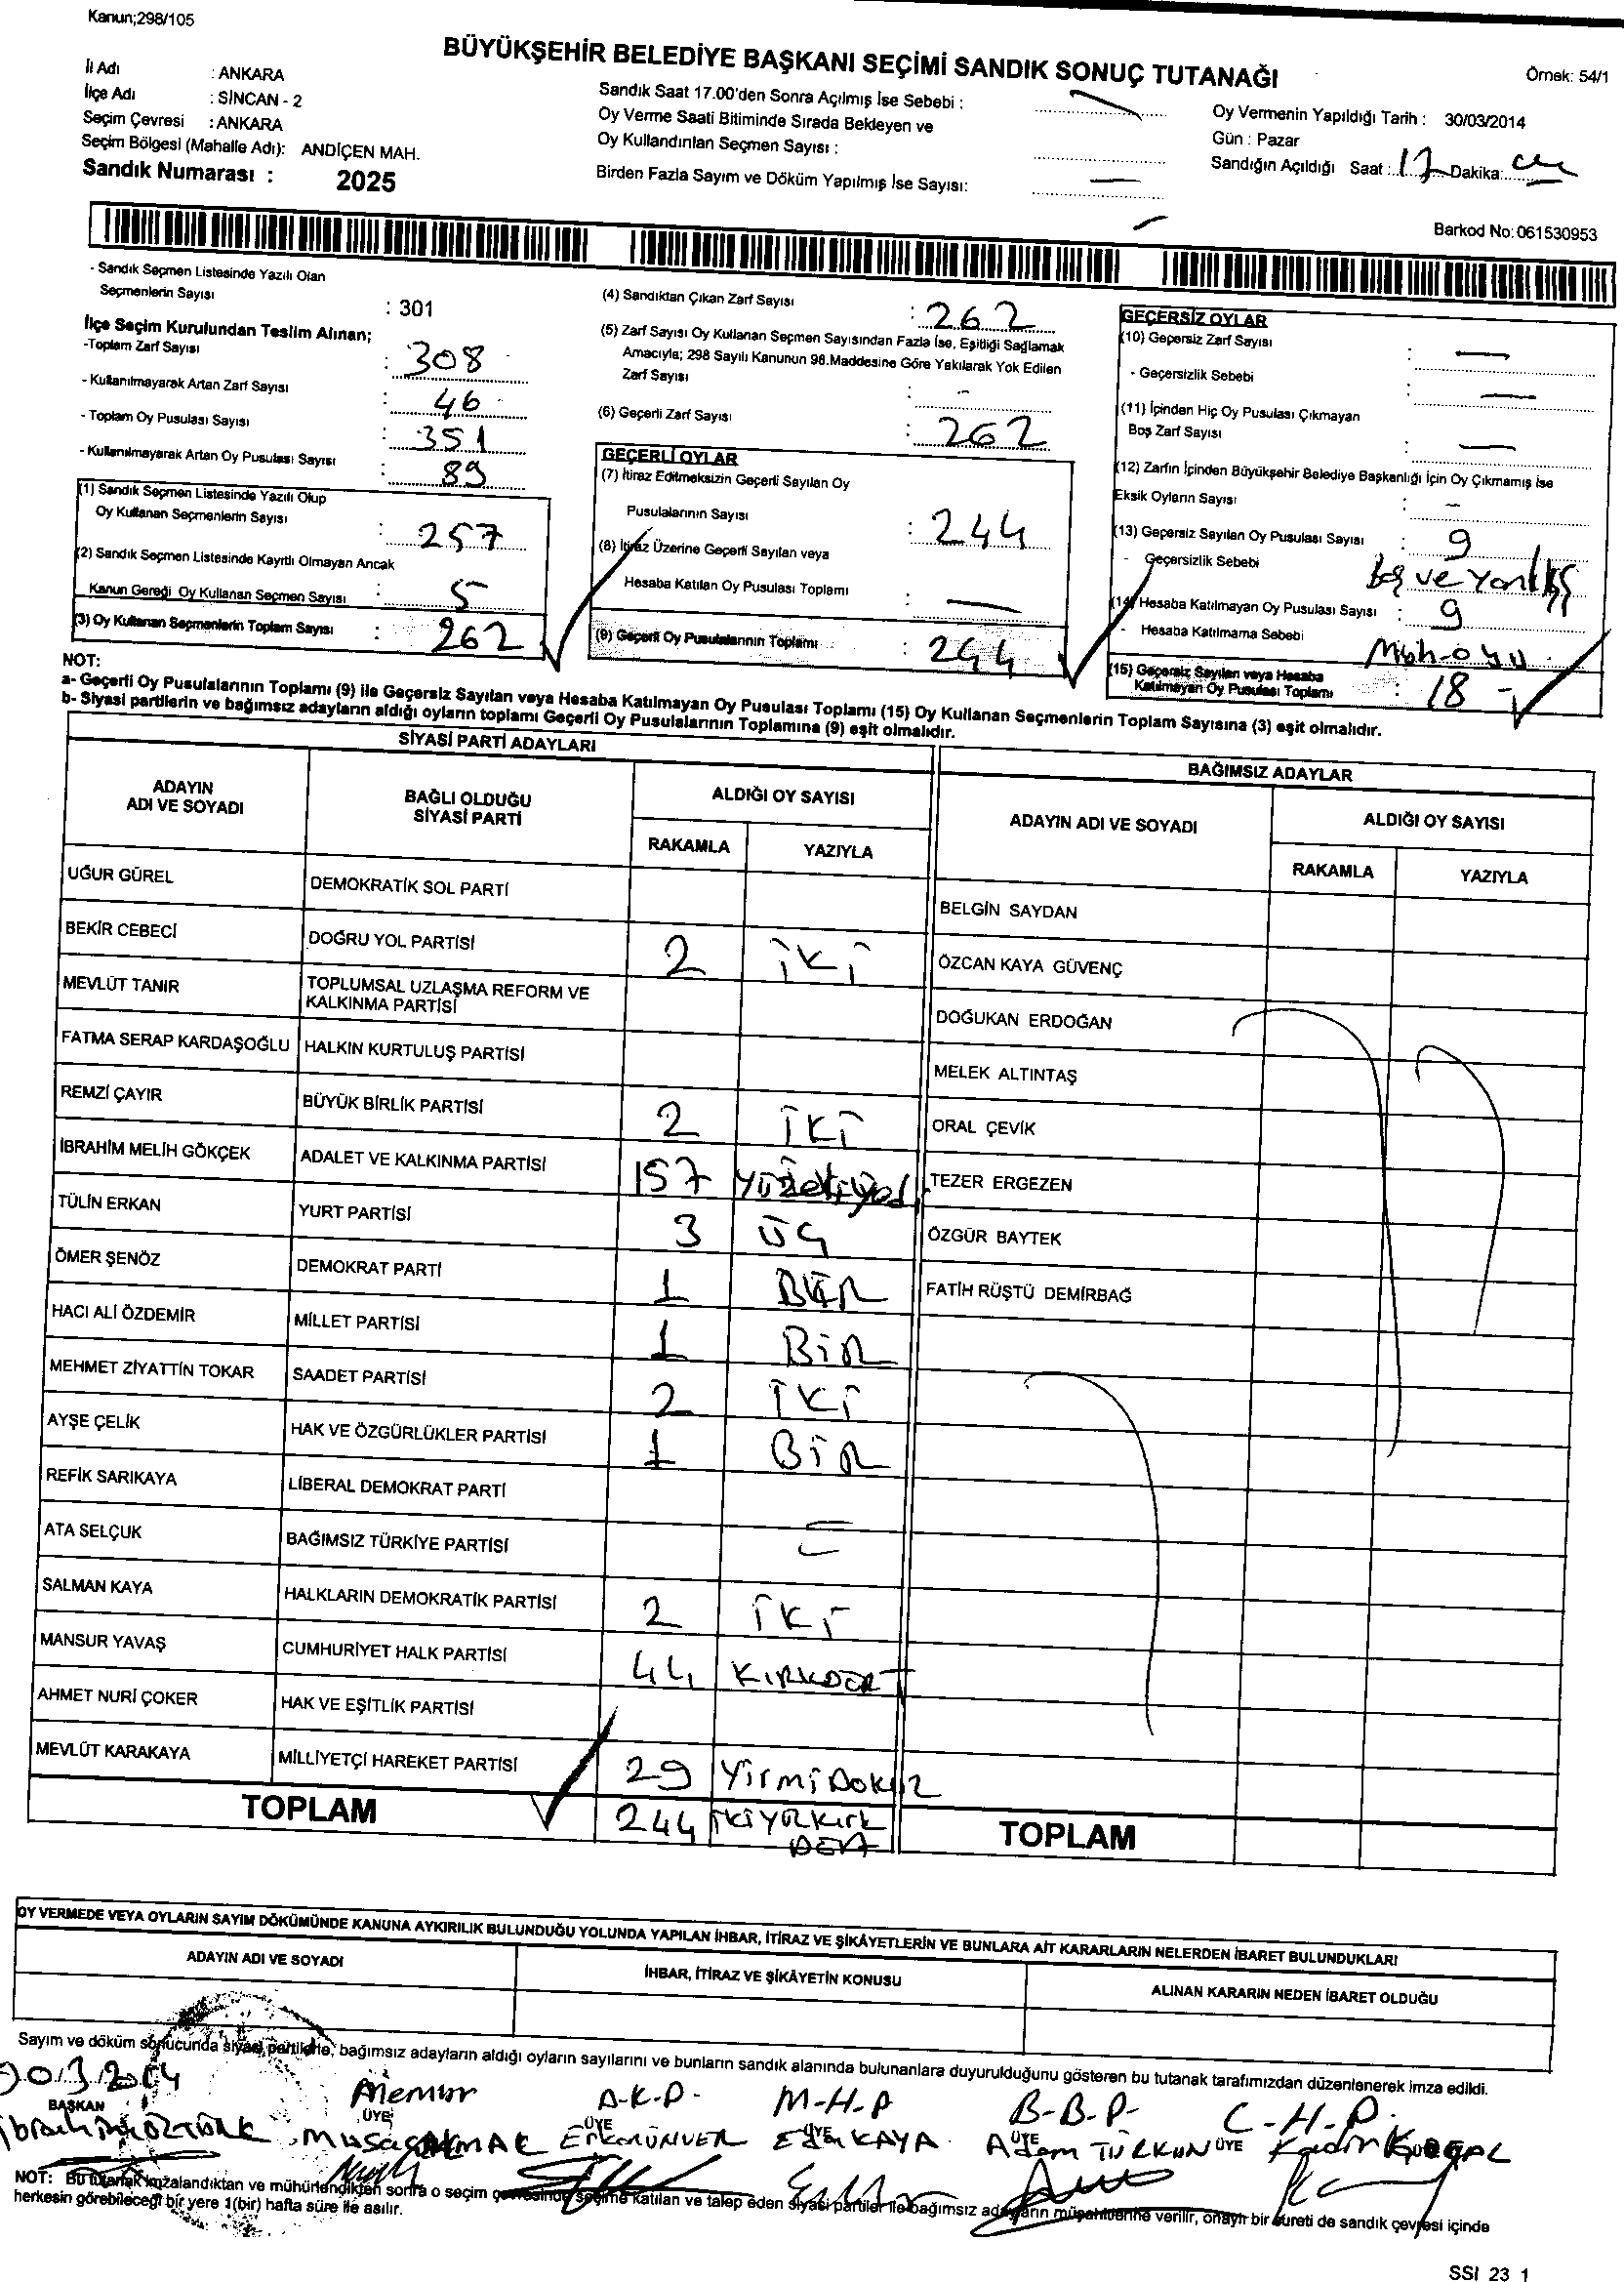 Kanun;298/105
BÜYÜKŞEHİR BELEDİYE BAŞKANI SEÇİMİ SANDIK SONUÇ TUTANAĞI
Örnek: 54/1
İl Adı : ANKARA
İlçe Adı : SİNCAN - 2
Seçim Çevresi : ANKARA
Seçim Bölgesi (Mahalle Adı): ANDİÇEN MAH.
Sandık Numarası : 2025
Sandık Saat 17.00'den Sonra Açılmış İse Sebebi :
Oy Verme Saati Bitiminde Sırada Bekleyen ve
Oy Kullandırılan Seçmen Sayısı :
Birden Fazla Sayım ve Döküm Yapılmış İse Sayısı: —
Oy Vermenin Yapıldığı Tarih : 30/03/2014
Gün : Pazar
Sandığın Açıldığı Saat : 17 Dakika:
Barkod No: 061530953
- Sandık Seçmen Listesinde Yazılı Olan
Seçmenlerin Sayısı : 301
İlçe Seçim Kurulundan Teslim Alınan;
-Toplam Zarf Sayısı : 308
- Kullanılmayarak Artan Zarf Sayısı : 46
- Toplam Oy Pusulası Sayısı : 351
- Kullanılmayarak Artan Oy Pusulası Sayısı : 89
(1) Sandık Seçmen Listesinde Yazılı Olup
Oy Kullanan Seçmenlerin Sayısı : 257
(2) Sandık Seçmen Listesinde Kayıtlı Olmayan Ancak
Kanun Gereği Oy Kullanan Seçmen Sayısı : 5
(3) Oy Kullanan Seçmenlerin Toplam Sayısı : 262
(4) Sandıktan Çıkan Zarf Sayısı : 262
(5) Zarf Sayısı Oy Kullanan Seçmen Sayısından Fazla İse, Eşitliği Sağlamak
Amacıyla; 298 Sayılı Kanunun 98.Maddesine Göre Yakılarak Yok Edilen
Zarf Sayısı : -
(6) Geçerli Zarf Sayısı : 262
GEÇERLİ OYLAR
(7) İtiraz Edilmeksizin Geçerli Sayılan Oy
Pusulalarının Sayısı : 244
(8) İtiraz Üzerine Geçerli Sayılan veya
Hesaba Katılan Oy Pusulası Toplamı : —
(9) Geçerli Oy Pusulalarının Toplamı : 244
GEÇERSİZ OYLAR
(10) Geçersiz Zarf Sayısı : —
- Geçersizlik Sebebi : —
(11) İçinden Hiç Oy Pusulası Çıkmayan
Boş Zarf Sayısı : —
(12) Zarfın İçinden Büyükşehir Belediye Başkanlığı İçin Oy Çıkmamış İse
Eksik Oyların Sayısı : -
(13) Geçersiz Sayılan Oy Pusulası Sayısı : 9
- Geçersizlik Sebebi Boş ve Yanlış
(14) Hesaba Katılmayan Oy Pusulası Sayısı : 9
- Hesaba Katılmama Sebebi
(15) Geçersiz Sayılan veya Hesaba
Katılmayan Oy Pusulası Toplamı : 18
NOT:
a- Geçerli Oy Pusulalarının Toplamı (9) ile Geçersiz Sayılan veya Hesaba Katılmayan Oy Pusulası Toplamı (15) Oy Kullanan Seçmenlerin Toplam Sayısına (3) eşit olmalıdır.
b- Siyasi partilerin ve bağımsız adayların aldığı oyların toplamı Geçerli Oy Pusulalarının Toplamına (9) eşit olmalıdır.
SİYASİ PARTİ ADAYLARI
ADAYIN ADI VE SOYADI BAĞLI OLDUĞU SİYASİ PARTİ ALDIĞI OY SAYISI
RAKAMLA YAZIYLA
UĞUR GÜREL DEMOKRATİK SOL PARTİ
BEKİR CEBECİ DOĞRU YOL PARTİSİ 2 İKİ
MEVLÜT TANIR TOPLUMSAL UZLAŞMA REFORM VE KALKINMA PARTİSİ
FATMA SERAP KARDAŞOĞLU HALKIN KURTULUŞ PARTİSİ
REMZİ ÇAYIR BÜYÜK BİRLİK PARTİSİ 2 İKİ
İBRAHİM MELİH GÖKÇEK ADALET VE KALKINMA PARTİSİ 157
TÜLİN ERKAN YURT PARTİSİ 3 ÜÇ
ÖMER ŞENÖZ DEMOKRAT PARTİ 1 BİR
HACI ALİ ÖZDEMİR MİLLET PARTİSİ 1 BİR
MEHMET ZİYATTİN TOKAR SAADET PARTİSİ 2 İKİ
AYŞE ÇELİK HAK VE ÖZGÜRLÜKLER PARTİSİ 1 BİR
REFİK SARIKAYA LİBERAL DEMOKRAT PARTİ
ATA SELÇUK BAĞIMSIZ TÜRKİYE PARTİSİ
SALMAN KAYA HALKLARIN DEMOKRATİK PARTİSİ 2 İKİ
MANSUR YAVAŞ CUMHURİYET HALK PARTİSİ 44 KIRKDÖRT
AHMET NURİ ÇOKER HAK VE EŞİTLİK PARTİSİ
MEVLÜT KARAKAYA MİLLİYETÇİ HAREKET PARTİSİ 29 Yirmi Dokuz
TOPLAM 244
BAĞIMSIZ ADAYLAR
ADAYIN ADI VE SOYADI ALDIĞI OY SAYISI
RAKAMLA YAZIYLA
BELGİN SAYDAN
ÖZCAN KAYA GÜVENÇ
DOĞUKAN ERDOĞAN
MELEK ALTINTAŞ
ORAL ÇEVİK
TEZER ERGEZEN
ÖZGÜR BAYTEK
FATİH RÜŞTÜ DEMİRBAĞ
TOPLAM
OY VERMEDE VEYA OYLARIN SAYIM DÖKÜMÜNDE KANUNA AYKIRILIK BULUNDUĞU YOLUNDA YAPILAN İHBAR, İTİRAZ VE ŞİKÂYETLERİN VE BUNLARA AİT KARARLARIN NELERDEN İBARET BULUNDUKLARI
ADAYIN ADI VE SOYADI İHBAR, İTİRAZ VE ŞİKÂYETİN KONUSU ALINAN KARARIN NEDEN İBARET OLDUĞU
Sayım ve döküm sonucunda siyasi partilerle, bağımsız adayların aldığı oyların sayılarını ve bunların sandık alanında bulunanlara duyurulduğunu gösteren bu tutanak tarafımızdan düzenlenerek imza edildi.
Memur A.K.P. M.H.P B.B.P. C.H.P.
BAŞKAN ÜYE ÜYE ÜYE ÜYE ÜYE
İbrahim ÖZTÜRK Musa Erkan ÜNVER KAYA Adem TÜRKAN Kadir
NOT: Bu tutanak imzalandıktan ve mühürlendikten sonra o seçim çevresinde seçime katılan ve talep eden siyasi partiler ile bağımsız adayların müşahitlerine verilir, onaylı bir sureti de sandık çevresi içinde
herkesin görebileceği bir yere 1(bir) hafta süre ile asılır.
SSI 23 1